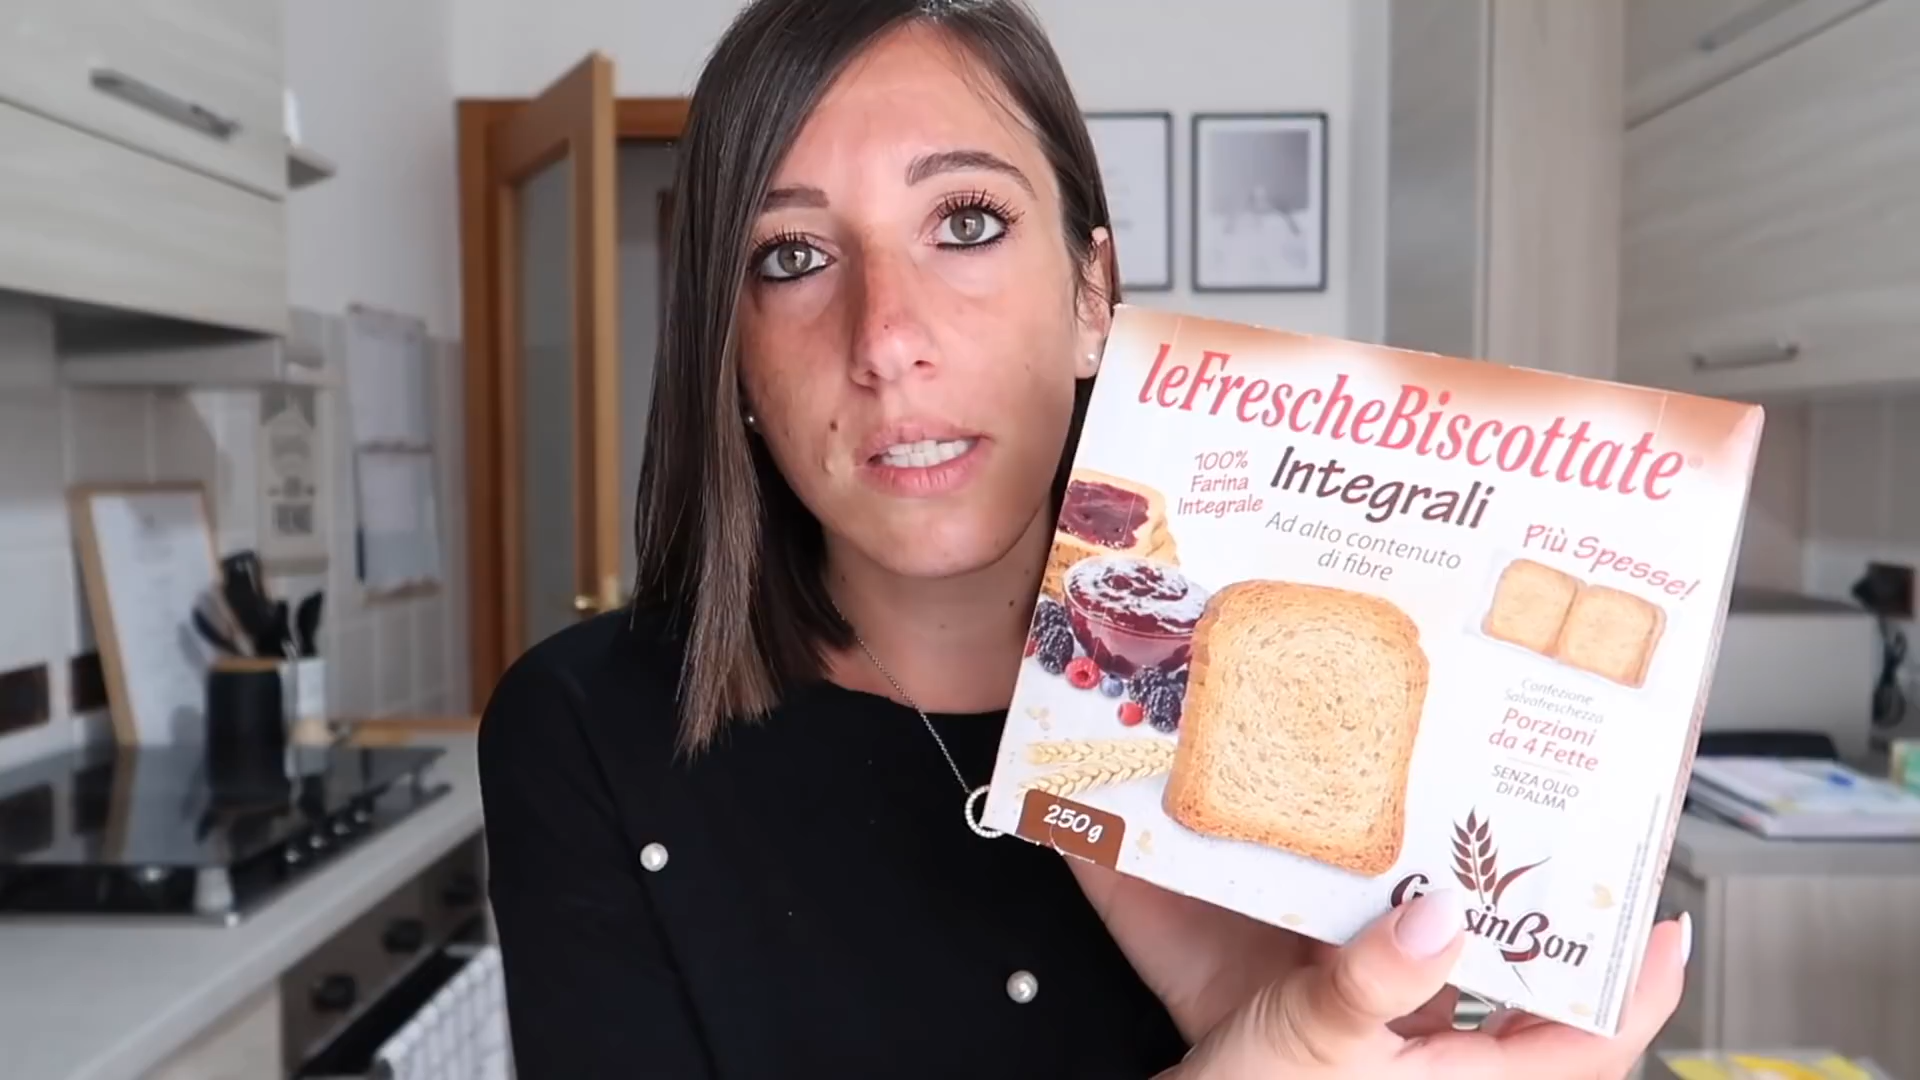 leFrescheBiscottate
Integrali
100%
Farina
Integrale
Ad alto contenuto
di fibre
Più Spesse!
Confezione
Salvafreschezza
Porzioni
da 4 Fette
SENZA OLIO
DI PALMA
250 g